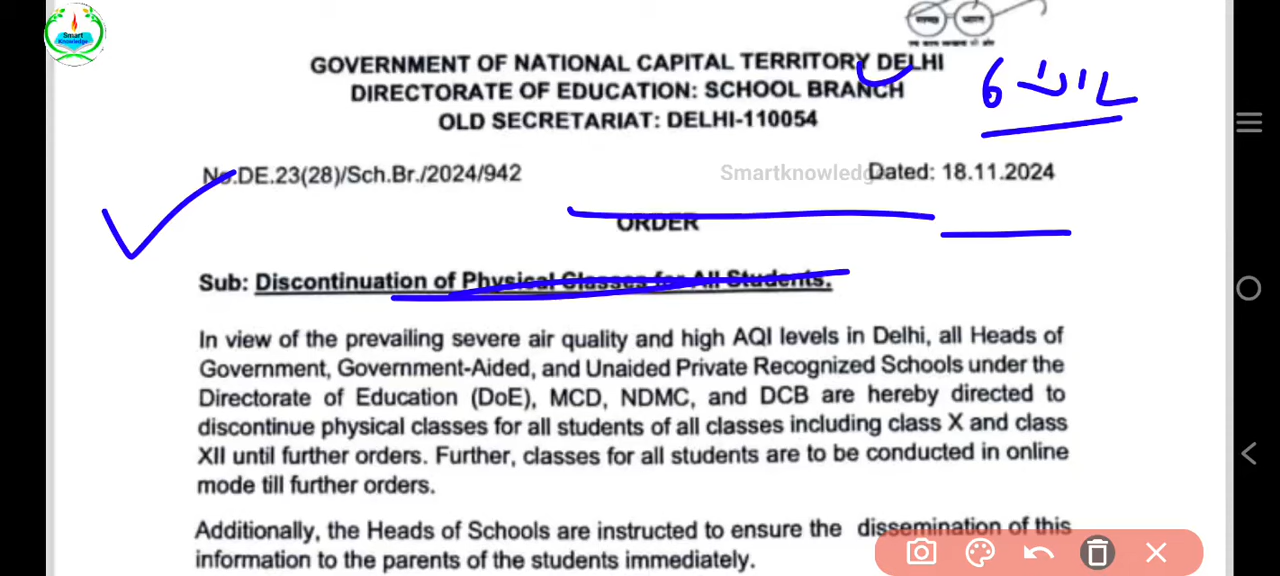 Smart
Knowledge
GOVERNMENT OF NATIONAL CAPITAL TERRITORY DELHI
DIRECTORATE OF EDUCATION: SCHOOL BRANCH
OLD SECRETARIAT: DELHI-110054
No.DE.23(28)/Sch.Br./2024/942
Smartknowledg
Dated: 18.11.2024
ORDER
Sub: Discontinuation of Physical Classes for All Students.
In view of the prevailing severe air quality and high AQI levels in Delhi, all Heads of
Government, Government-Aided, and Unaided Private Recognized Schools under the
Directorate of Education (DoE), MCD, NDMC, and DCB are hereby directed to
discontinue physical classes for all students of all classes including class X and class
XII until further orders. Further, classes for all students are to be conducted in online
mode till further orders.
Additionally, the Heads of Schools are instructed to ensure the dissemination of this
information to the parents of the students immediately.